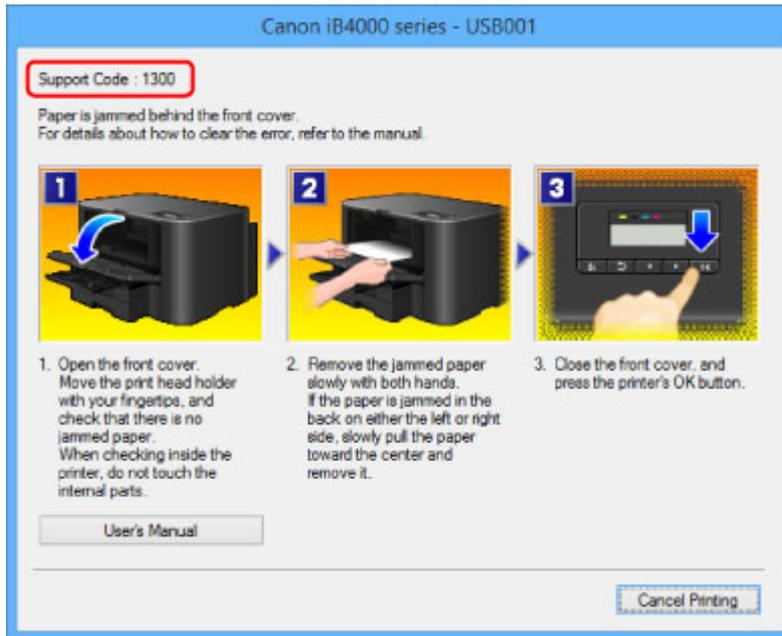 Canon iB4000 series - USB001
Support Code : 1300
Paper is jammed behind the front cover.
For details about how to clear the error, refer to the manual.
1
2
3
1. Open the front cover.
Move the print head holder
with your fingertips, and
check that there is no
jammed paper.
When checking inside the
printer, do not touch the
internal parts.
2. Remove the jammed paper
slowly with both hands.
If the paper is jammed in the
back on either the left or right
side, slowly pull the paper
toward the center and
remove it.
3. Close the front cover, and
press the printer's OK button.
User's Manual
Cancel Printing